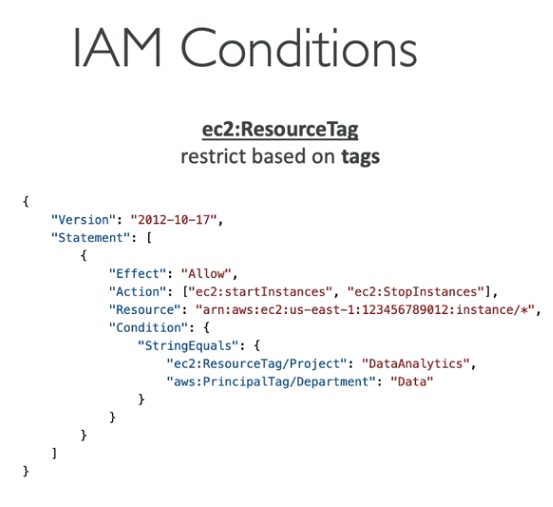 IAM Conditions
ec2:ResourceTag
restrict based on tags
{
    "Version": "2012-10-17",
    "Statement": [
        {
            "Effect": "Allow",
            "Action": ["ec2:startInstances", "ec2:StopInstances"],
            "Resource": "arn:aws:ec2:us-east-1:123456789012:instance/*",
            "Condition": {
                "StringEquals": {
                    "ec2:ResourceTag/Project": "DataAnalytics",
                    "aws:PrincipalTag/Department": "Data"
                }
            }
        }
    ]
}